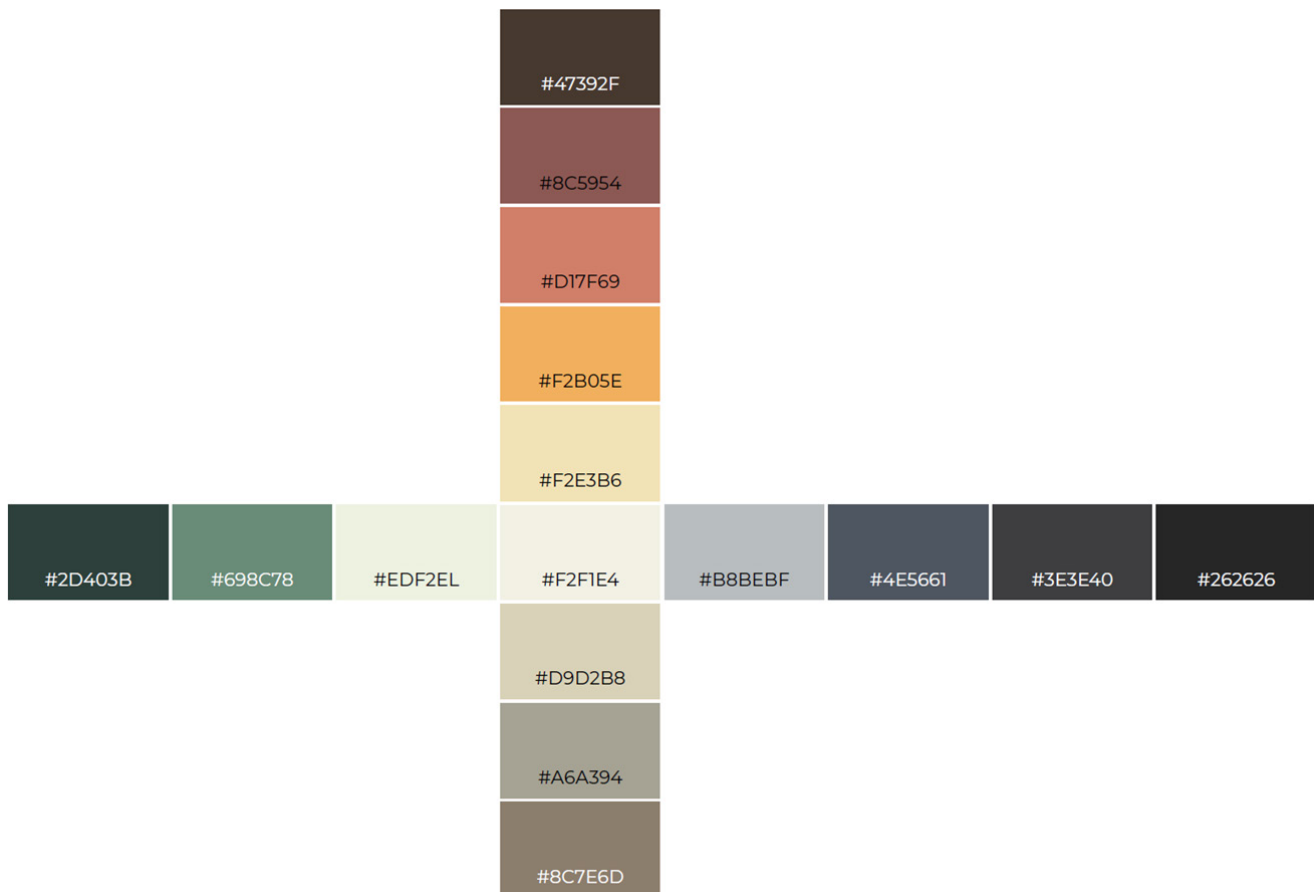 #47392F
#8C5954
#D17F69
#F2B05E
#F2E3B6
#2D403B
#698C78
#EDF2EL
#F2F1E4
#B8BEBF
#4E5661
#3E3E40
#262626
#D9D2B8
#A6A394
#8C7E6D